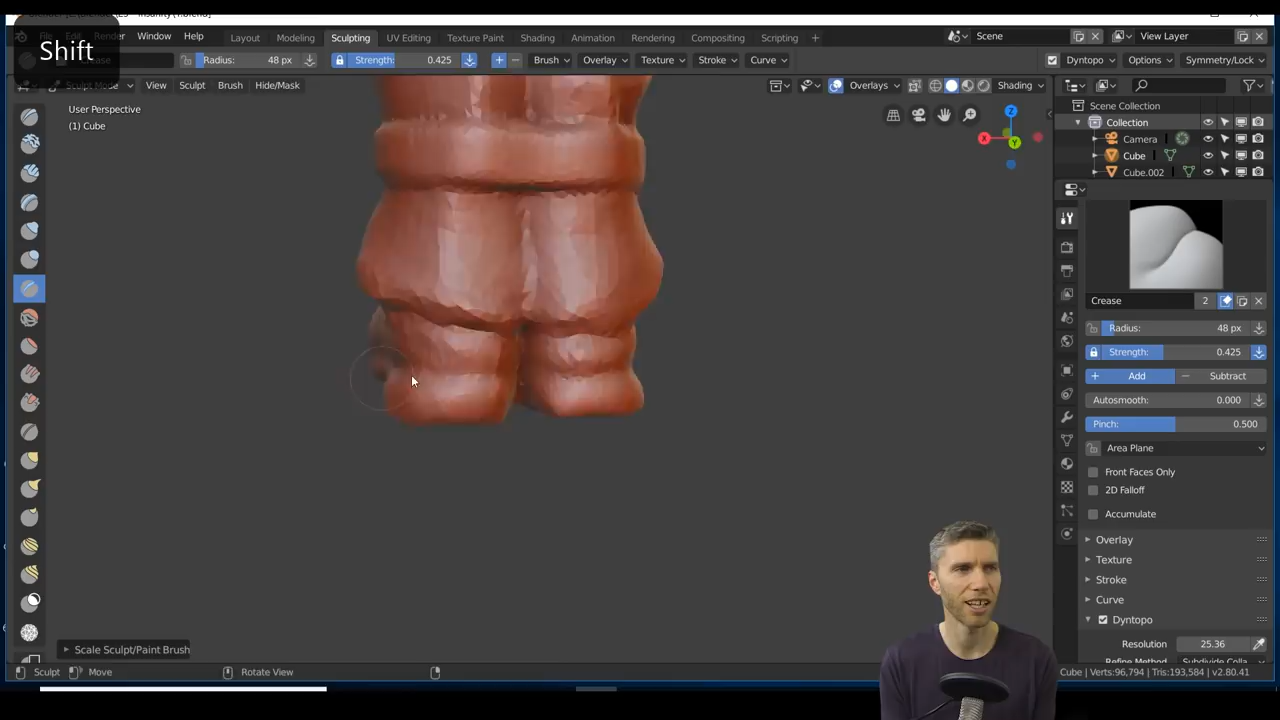 Shift
Window Help Layout Modeling Sculpting UV Editing Texture Paint Shading Animation Rendering Compositing Scripting + Scene View Layer
Radius: 48 px Strength: 0.425 + − Brush Overlay Texture Stroke Curve Dyntopo Options Symmetry/Lock
Sculpt Mode View Sculpt Brush Hide/Mask Overlays Shading
User Perspective
(1) Cube
Z
X
Y
Scene Collection
Collection
Camera
Cube
Cube.002
Crease 2
Radius: 48 px
Strength: 0.425
+ Add − Subtract
Autosmooth: 0.000
Pinch: 0.500
Area Plane
Front Faces Only
2D Falloff
Accumulate
Overlay
Texture
Stroke
Curve
Dyntopo
Resolution 25.36
Scale Sculpt/Paint Brush
Sculpt Move Rotate View Cube | Verts:96,794 | Tris:193,584 | v2.80.41